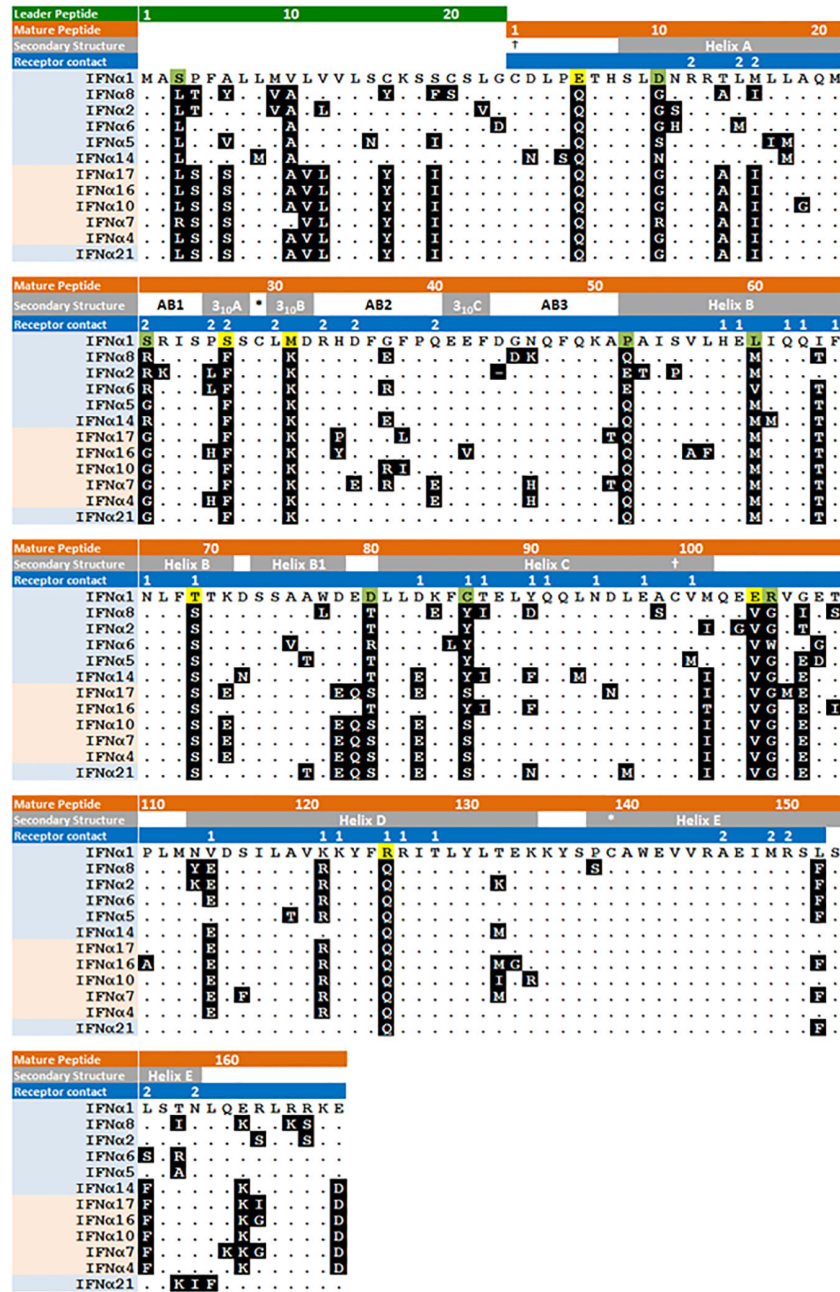 Leader Peptide 1 10 20
Mature Peptide 1 10 20
Secondary Structure † Helix A
Receptor contact 2 2 2
IFNα1 M A S P F A L L M V L V V L S C K S S C S L G C D L P E T H S L D N R R T L M L L A Q M
IFNα8 . . L T . Y . . V A . . . . . Y . . F S . . . . . . . Q . . . . G . . . A . I . . . . .
IFNα2 . . L T . . . . V A . L . . . . . . . . . . V . . . . Q . . . . G S . . . . . . . . . .
IFNα6 . . L . . . . . . A . . . . . . . . . . . . . D . . . Q . . . . G H . . . M . . . . . .
IFNα5 . . L . . V . . . A . . . . N . . . I . . . . . . . . Q . . . . S . . . . . . I M . . .
IFNα14 . . L . . . . M . A . . . . . . . . . . . . . . N . S Q . . . . N . . . . . . . M . . .
IFNα17 . . L S . S . . . A V L . . . Y . . I . . . . . . . . Q . . . . G . . . A . I . . . . .
IFNα16 . . L S . S . . . A V L . . . Y . . I . . . . . . . . Q . . . . G . . . A . I . . . . .
IFNα10 . . L S . S . . . A V L . . . Y . . I . . . . . . . . Q . . . . G . . . A . I . . G . .
IFNα7 . . R S . S . . . V L . . . Y . . I . . . . . . . . Q . . . . R . . . A . I . . . . .
IFNα4 . . L S . S . . . A V L . . . Y . . I . . . . . . . . Q . . . . G . . . A . I . . . . .
IFNα21 . . L S . S . . . A V L . . . Y . . I . . . . . . . . Q . . . . G . . . A . I . . . . .
Mature Peptide 30 40 50 60
Secondary Structure AB1 3₁₀A * 3₁₀B AB2 3₁₀C AB3 Helix B
Receptor contact 2 2 2 2 2 2 2 1 1 1 1 1
IFNα1 S R I S P S S C L M D R H D F G F P Q E E F D G N Q F Q K A P A I S V L H E L I Q Q I F
IFNα8 R . . . . F . . . K . . . . . E . . . . . . . D K . . . . . Q . . . . . . . M . . . T .
IFNα2 R K . . L F . . . K . . . . . . . . . . . . - . . . . . . . E T . P . . . . M . . . . .
IFNα6 R . . . L F . . . K . . . . . R . . . . . . . . . . . . . . Q . . . . . . . V . . . T .
IFNα5 G . . . . F . . . K . . . . . . . . . . . . . . . . . . . . Q . . . . . . . M . . . T .
IFNα14 R . . . . F . . . K . . . . . E . . . . . . . . . . . . . . Q . . . . . . . M M . . T .
IFNα17 G . . . . F . . . K . . P . . . L . . . . . . . . . . . . T Q . . . . . . . M . . . T .
IFNα16 G . . . H F . . . K . . Y . . . . . . . V . . . . . . . . . Q . . . A F . . M . . . T .
IFNα10 G . . . . F . . . K . . . . . R I . . . . . . . . . . . . . Q . . . . . . . M . . . T .
IFNα7 G . . . . F . . . K . . . E . R . . E . . . . . H . . . . T Q . . . . . . . M . . . T .
IFNα4 G . . . H F . . . K . . . . . . . . E . . . . . H . . . . . Q . . . . . . . M . . . T .
IFNα21 G . . . . F . . . K . . . . . . . . . . . . . . . . . . . . Q . . . . . . . M . . . T .
Mature Peptide 70 80 90 100
Secondary Structure Helix B Helix B1 Helix C †
Receptor contact 1 1 1 1 1 1 1 1 1 1
IFNα1 N L F T T K D S S A A W D E D L L D K F C T E L Y Q Q L N D L E A C V M Q E E R V G E T
IFNα8 . . . S . . . . . . . L . . T . . . E . Y I . . D . . . . . . . S . . . . . V G . I . S
IFNα2 . . . S . . . . . . . . . . T . . . . . Y . . . . . . . . . . . . . . I . G V G . T . .
IFNα6 . . . S . . . . . V . . . . R . . . . L Y . . . . . . . . . . . . . . . . . V W . . G .
IFNα5 . . . S . . . . . . T . . . T . . . . . Y . . . . . . . . . . . . . M . . . V G . E D .
IFNα14 . . . S . . N . . . . . . . T . . E . . Y I . . F . . M . . . . . . . I . . V G . E . .
IFNα17 . . . S . E . . . . . . E Q S . . E . . S . . . . . . . . N . . . . . I . . V G M E . .
IFNα16 . . . S . . . . . . . . . . T . . . . . Y I . . F . . . . . . . . . . T . . V G . E . I
IFNα10 . . . S . E . . . . . . E Q S . . E . . S . . . . . . . . . . . . . . I . . V G . E . .
IFNα7 . . . S . E . . . . . . E Q S . . E . . S . . . . . . . . . . . . . . I . . V G . E . .
IFNα4 . . . S . E . . . . . . E Q S . . E . . S . . . . . . . . . . . . . . I . . V G . E . .
IFNα21 . . . S . . . . . . T . E Q S . . E . . S . . . N . . . . . M . . . . I . . V G . E . .
Mature Peptide 110 120 130 140 150
Secondary Structure Helix D * Helix E
Receptor contact 1 1 1 1 1 1 2 2 2
IFNα1 P L M N V D S I L A V K K Y F R R I T L Y L T E K K Y S P C A W E V V R A E I M R S L S
IFNα8 . . . Y E . . . . . . R . . . Q . . . . . . . . . . . . S . . . . . . . . . . . . . F .
IFNα2 . . . K E . . . . . . R . . . Q . . . . . . K . . . . . . . . . . . . . . . . . . . F .
IFNα6 . . . . E . . . . . . R . . . Q . . . . . . . . . . . . . . . . . . . . . . . . . . F .
IFNα5 . . . . . . . . . T . R . . . Q . . . . . . . . . . . . . . . . . . . . . . . . . . F .
IFNα14 . . . . E . . . . . . . . . . Q . . . . . . M . . . . . . . . . . . . . . . . . . . F .
IFNα17 . . . . E . . . . . . R . . . Q . . . . . . . . . . . . . . . . . . . . . . . . . . . .
IFNα16 A . . . E . . . . . . R . . . Q . . . . . . M G . . . . . . . . . . . . . . . . . . F .
IFNα10 . . . . E . . . . . . R . . . Q . . . . . . I . R . . . . . . . . . . . . . . . . . . .
IFNα7 . . . . E . F . . . . R . . . Q . . . . . . M . . . . . . . . . . . . . . . . . . . F .
IFNα4 . . . . E . . . . . . R . . . Q . . . . . . . . . . . . . . . . . . . . . . . . . . . .
IFNα21 . . . . . . . . . . . . . . . Q . . . . . . . . . . . . . . . . . . . . . . . . . . F .
Mature Peptide 160
Secondary Structure Helix E
Receptor contact 2 2
IFNα1 L S T N L Q E R L R R K E
IFNα8 . . I . . . K . . K S . .
IFNα2 . . . . . . . S . . S . .
IFNα6 S . R . . . . . . . . . .
IFNα5 . . A . . . . . . . . . .
IFNα14 F . . . . . K . . . . . D
IFNα17 F . . . . . K I . . . . D
IFNα16 F . . . . . K G . . . . D
IFNα10 F . . . . . K . . . . . D
IFNα7 F . . . . K K G . . . . D
IFNα4 F . . . . . K . . . . . D
IFNα21 . . K I F . . . . . . . .